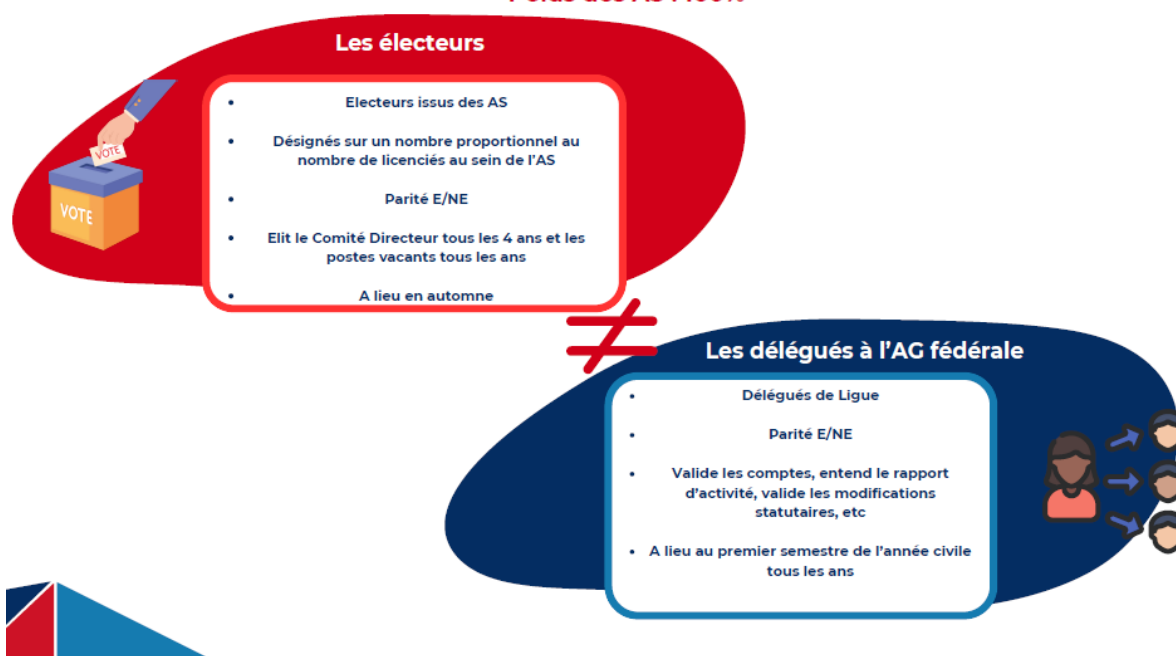 Les électeurs
• Electeurs issus des AS
• Désignés sur un nombre proportionnel au
nombre de licenciés au sein de l'AS
• Parité E/NE
• Elit le Comité Directeur tous les 4 ans et les
postes vacants tous les ans
• A lieu en automne
VOTE
VOTE
≠
Les délégués à l'AG fédérale
• Délégués de Ligue
• Parité E/NE
• Valide les comptes, entend le rapport
d'activité, valide les modifications
statutaires, etc
• A lieu au premier semestre de l'année civile
tous les ans